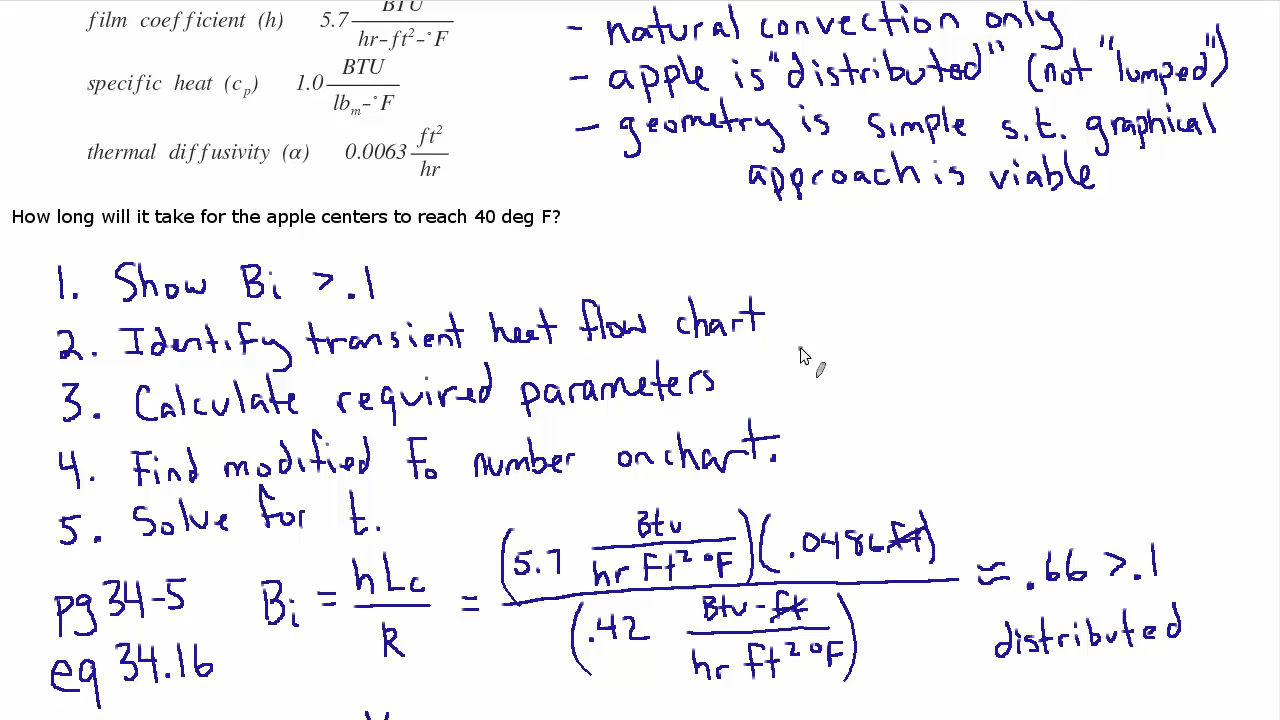 film coefficient (h) 5.7 BTU / hr-ft²-°F
specific heat (cp) 1.0 BTU / lbm-°F
thermal diffusivity (α) 0.0063 ft² / hr
- natural convection only
- apple is "distributed" (not "lumped")
- geometry is simple s.t. graphical
approach is viable
How long will it take for the apple centers to reach 40 deg F?
1. Show Bi > .1
2. Identify transient heat flow chart
3. Calculate required parameters
4. Find modified Fo number on chart.
5. Solve for t.
pg 34-5
eq 34.16
Bi = hLc / k = (5.7 Btu / hr Ft² °F)(.0486 ft) / (.42 Btu-ft / hr ft² °F) ≈ .66 > .1
distributed